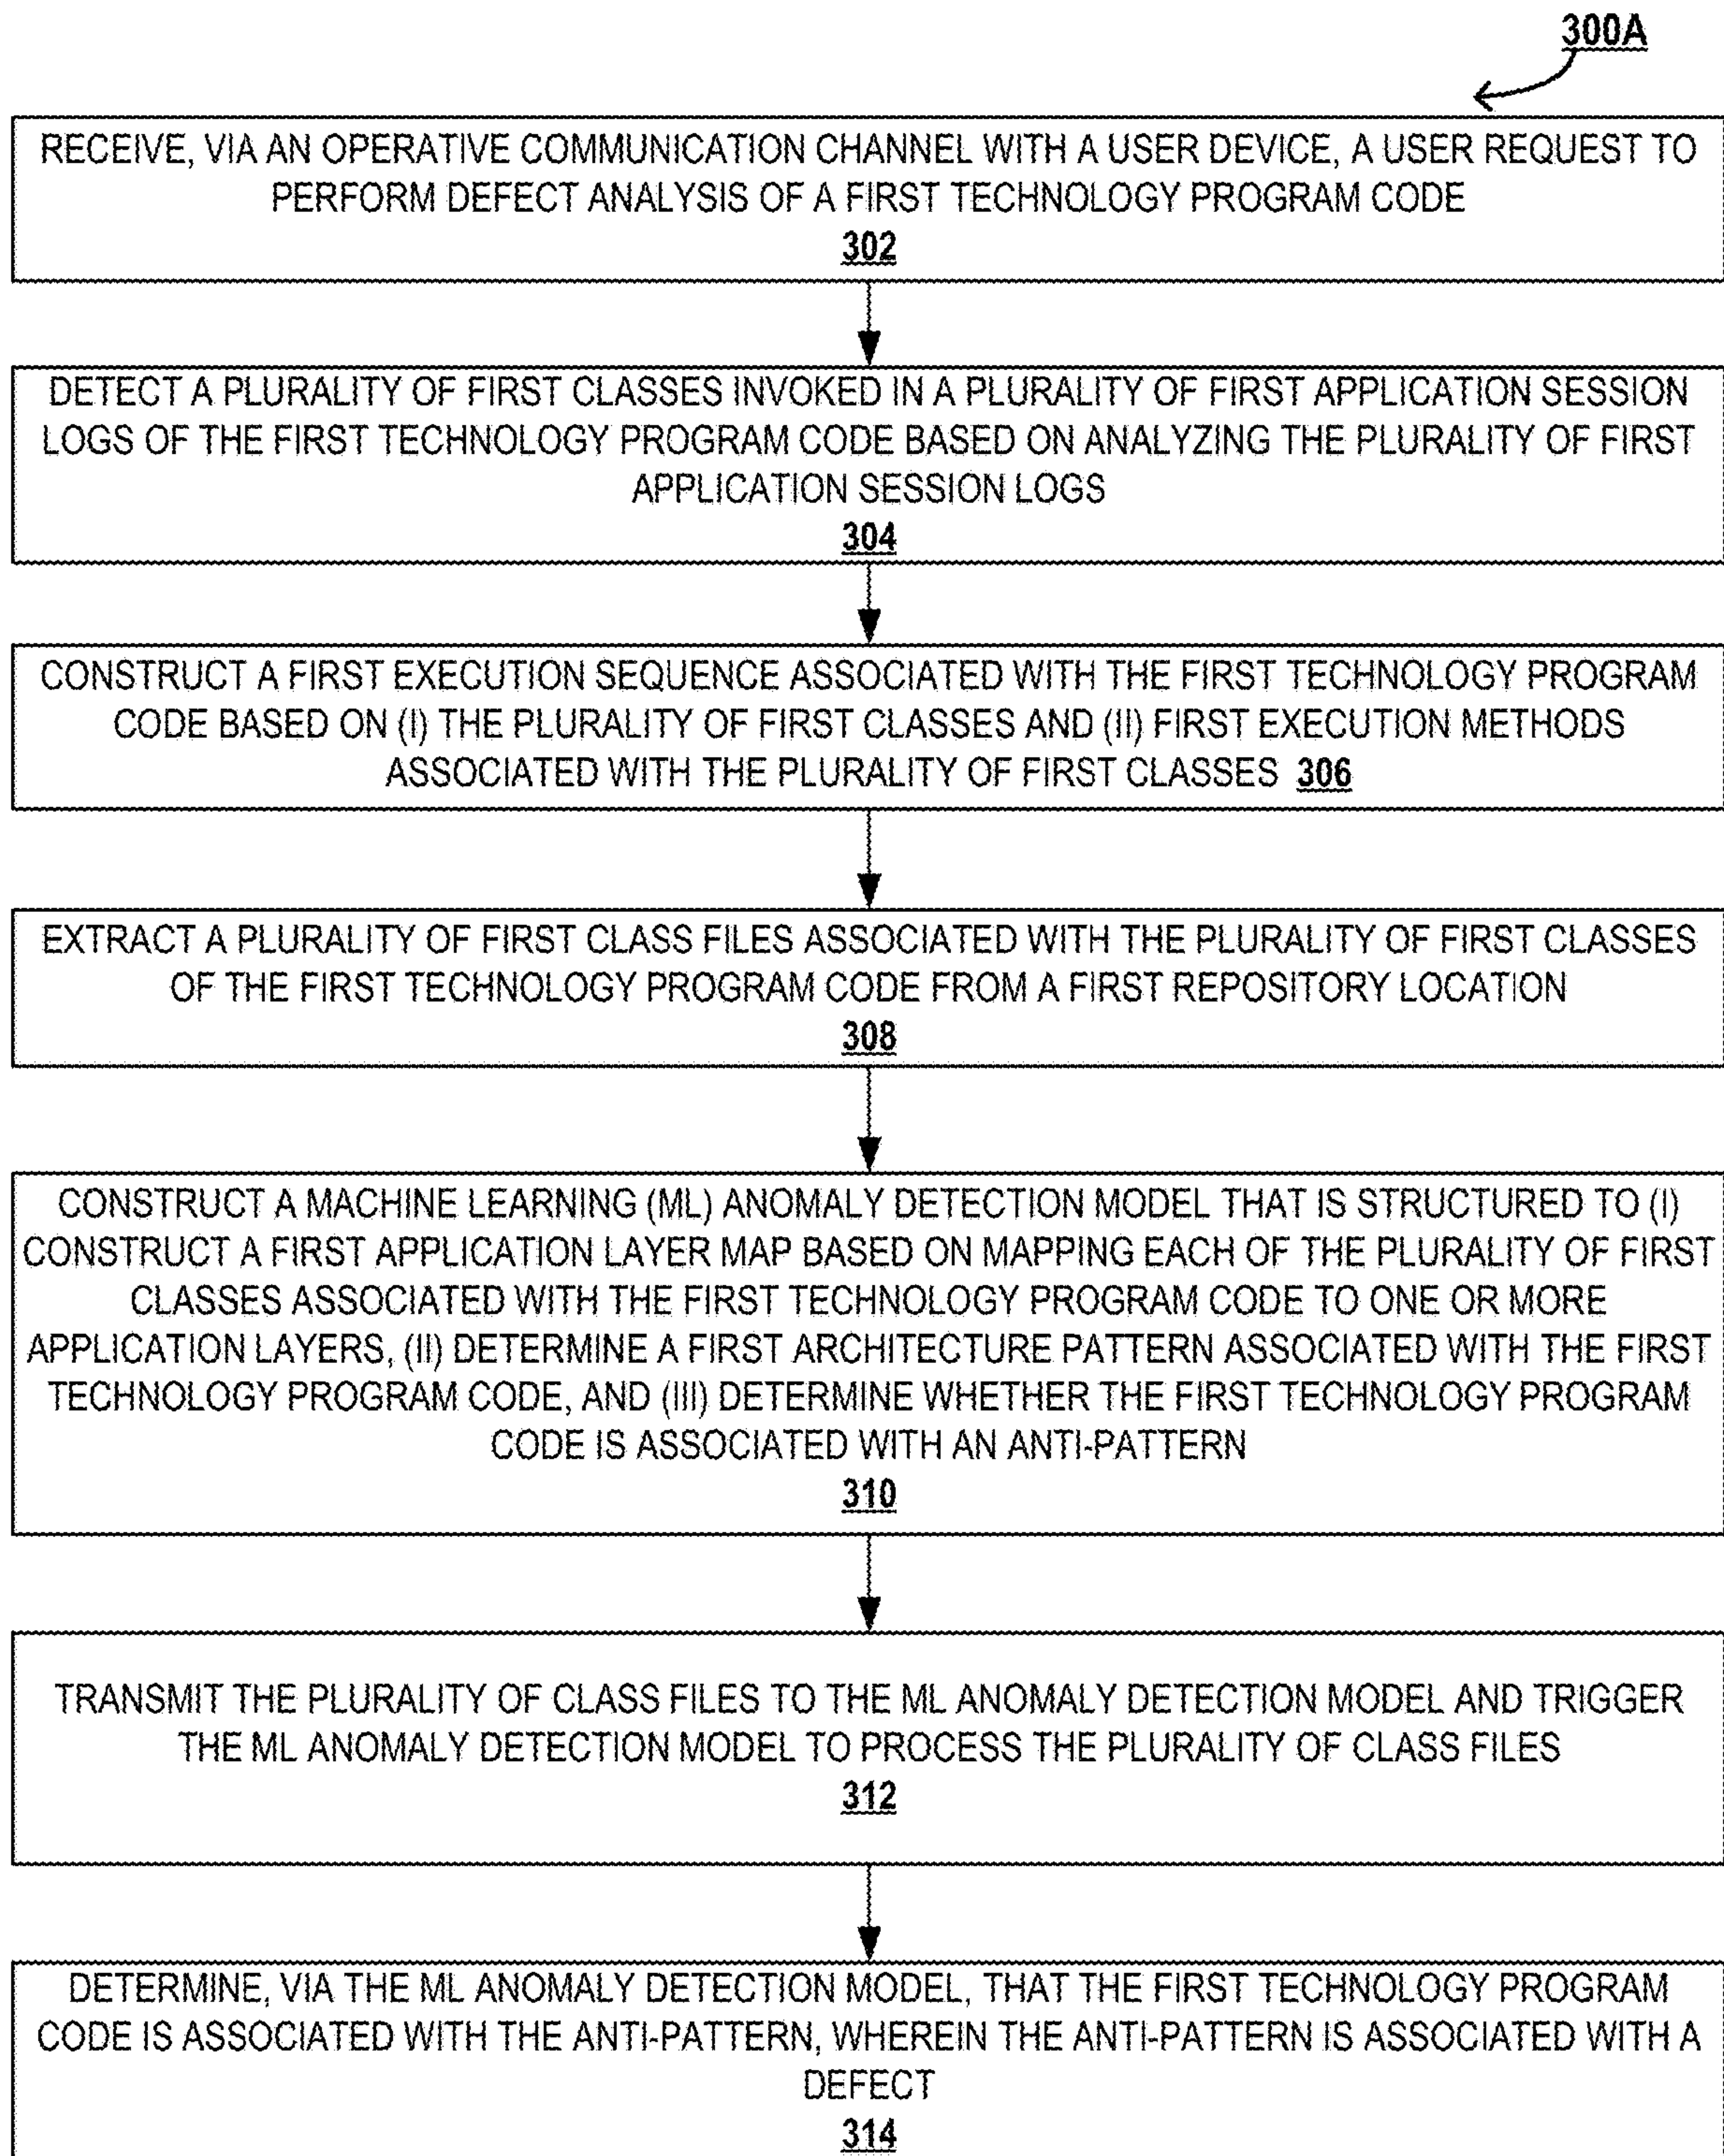 300A
RECEIVE, VIA AN OPERATIVE COMMUNICATION CHANNEL WITH A USER DEVICE, A USER REQUEST TO
PERFORM DEFECT ANALYSIS OF A FIRST TECHNOLOGY PROGRAM CODE
302
DETECT A PLURALITY OF FIRST CLASSES INVOKED IN A PLURALITY OF FIRST APPLICATION SESSION
LOGS OF THE FIRST TECHNOLOGY PROGRAM CODE BASED ON ANALYZING THE PLURALITY OF FIRST
APPLICATION SESSION LOGS
304
CONSTRUCT A FIRST EXECUTION SEQUENCE ASSOCIATED WITH THE FIRST TECHNOLOGY PROGRAM
CODE BASED ON (I) THE PLURALITY OF FIRST CLASSES AND (II) FIRST EXECUTION METHODS
ASSOCIATED WITH THE PLURALITY OF FIRST CLASSES 306
EXTRACT A PLURALITY OF FIRST CLASS FILES ASSOCIATED WITH THE PLURALITY OF FIRST CLASSES
OF THE FIRST TECHNOLOGY PROGRAM CODE FROM A FIRST REPOSITORY LOCATION
308
CONSTRUCT A MACHINE LEARNING (ML) ANOMALY DETECTION MODEL THAT IS STRUCTURED TO (I)
CONSTRUCT A FIRST APPLICATION LAYER MAP BASED ON MAPPING EACH OF THE PLURALITY OF FIRST
CLASSES ASSOCIATED WITH THE FIRST TECHNOLOGY PROGRAM CODE TO ONE OR MORE
APPLICATION LAYERS, (II) DETERMINE A FIRST ARCHITECTURE PATTERN ASSOCIATED WITH THE FIRST
TECHNOLOGY PROGRAM CODE, AND (III) DETERMINE WHETHER THE FIRST TECHNOLOGY PROGRAM
CODE IS ASSOCIATED WITH AN ANTI-PATTERN
310
TRANSMIT THE PLURALITY OF CLASS FILES TO THE ML ANOMALY DETECTION MODEL AND TRIGGER
THE ML ANOMALY DETECTION MODEL TO PROCESS THE PLURALITY OF CLASS FILES
312
DETERMINE, VIA THE ML ANOMALY DETECTION MODEL, THAT THE FIRST TECHNOLOGY PROGRAM
CODE IS ASSOCIATED WITH THE ANTI-PATTERN, WHEREIN THE ANTI-PATTERN IS ASSOCIATED WITH A
DEFECT
314